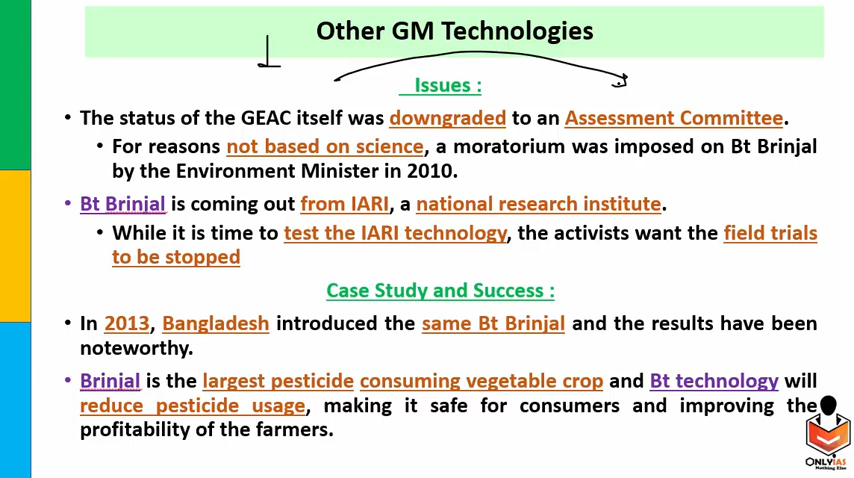 Other GM Technologies
Issues :
• The status of the GEAC itself was downgraded to an Assessment Committee.
• For reasons not based on science, a moratorium was imposed on Bt Brinjal
by the Environment Minister in 2010.
• Bt Brinjal is coming out from IARI, a national research institute.
• While it is time to test the IARI technology, the activists want the field trials
to be stopped
Case Study and Success :
• In 2013, Bangladesh introduced the same Bt Brinjal and the results have been
noteworthy.
• Brinjal is the largest pesticide consuming vegetable crop and Bt technology will
reduce pesticide usage, making it safe for consumers and improving the
profitability of the farmers.
ONLYIAS
Nothing Else